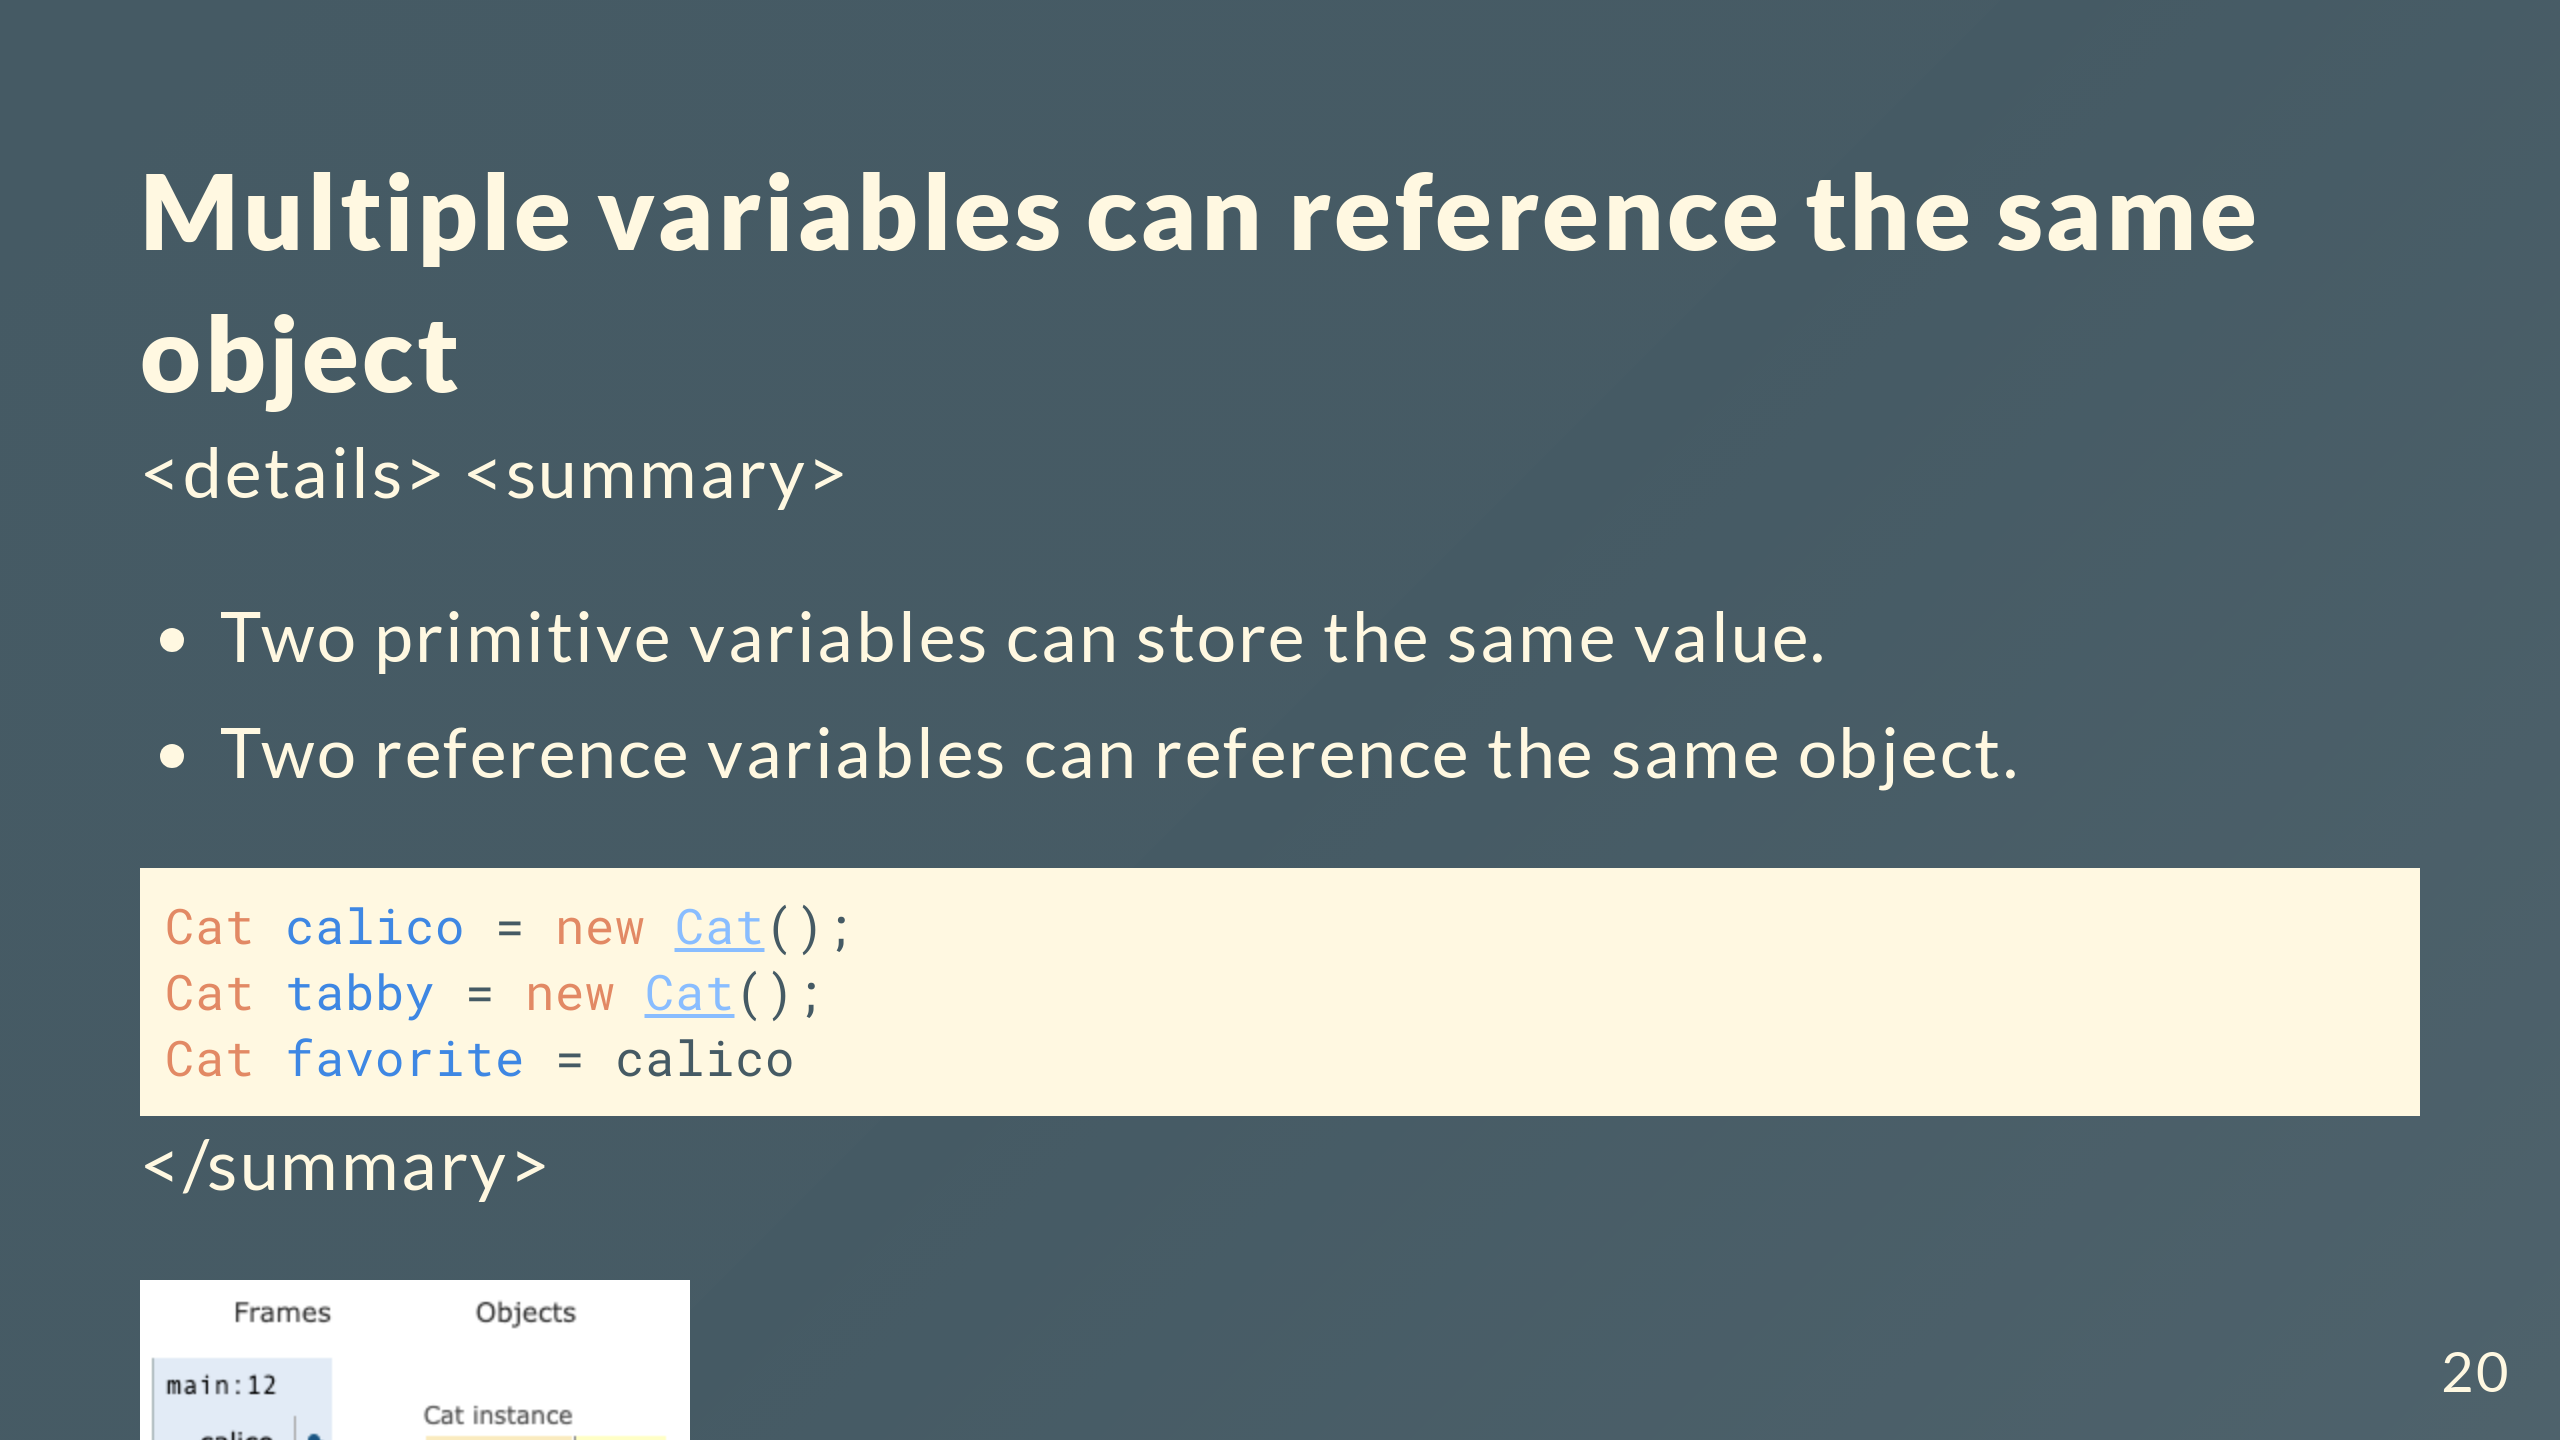 Multiple variables can reference the same
object
<details> <summary>
• Two primitive variables can store the same value.
• Two reference variables can reference the same object.
Cat calico = new Cat();
Cat tabby = new Cat();
Cat favorite = calico
</summary>
Frames Objects
main:12
Cat instance
calico
20